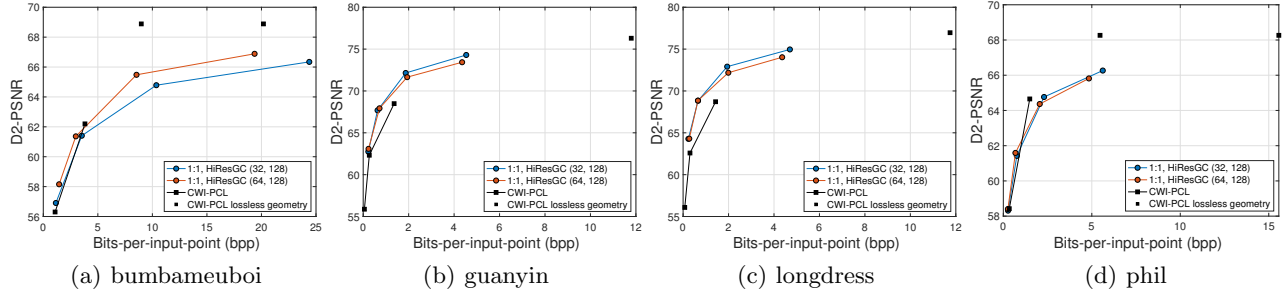 D2-PSNR
70
68
66
64
62
60
58
56
0
5
10
15
20
25
1:1, HiResGC (32, 128)
1:1, HiResGC (64, 128)
CWI-PCL
CWI-PCL lossless geometry
Bits-per-input-point (bpp)
(a) bumbameuboi
D2-PSNR
80
75
70
65
60
55
0
2
4
6
8
10
12
1:1, HiResGC (32, 128)
1:1, HiResGC (64, 128)
CWI-PCL
CWI-PCL lossless geometry
Bits-per-input-point (bpp)
(b) guanyin
D2-PSNR
80
75
70
65
60
55
0
2
4
6
8
10
12
1:1, HiResGC (32, 128)
1:1, HiResGC (64, 128)
CWI-PCL
CWI-PCL lossless geometry
Bits-per-input-point (bpp)
(c) longdress
D2-PSNR
68
66
64
62
60
58
0
5
10
15
1:1, HiResGC (32, 128)
1:1, HiResGC (64, 128)
CWI-PCL
CWI-PCL lossless geometry
Bits-per-input-point (bpp)
(d) phil